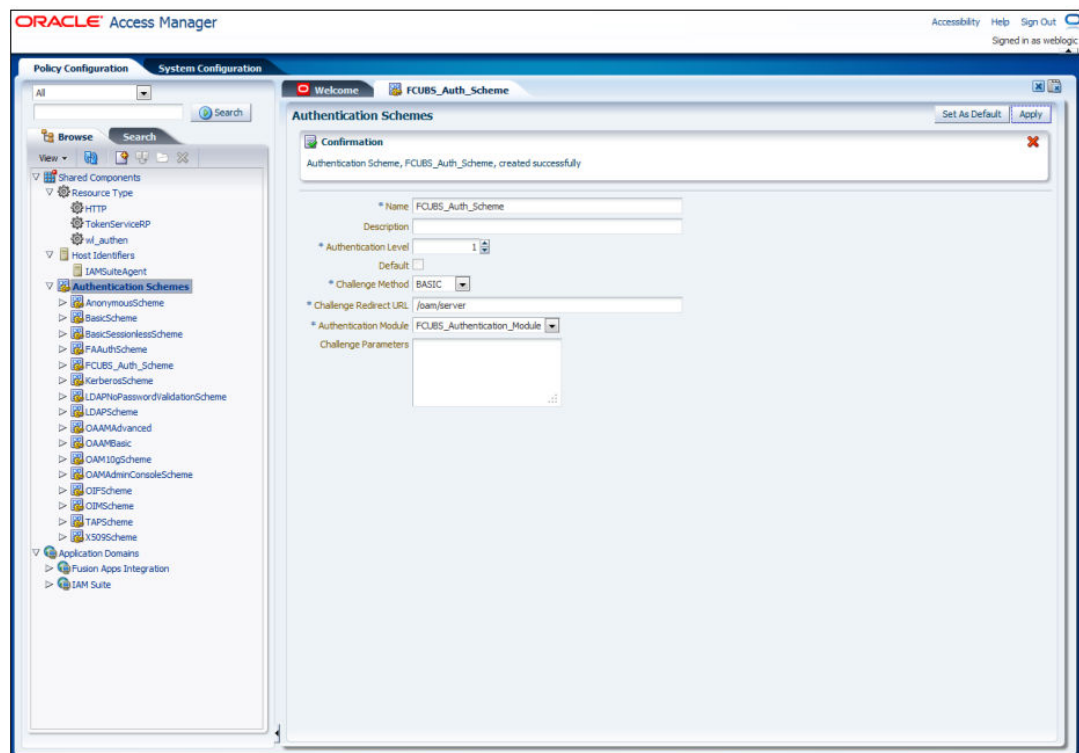 ORACLE® Access Manager
Accessibility Help Sign Out
Signed in as weblogic
Policy Configuration System Configuration
All
Search
Browse Search
View
Shared Components
Resource Type
HTTP
TokenServiceRP
wl_authen
Host Identifiers
IAMSuiteAgent
Authentication Schemes
AnonymousScheme
BasicScheme
BasicSessionlessScheme
FAAuthScheme
FCUBS_Auth_Scheme
KerberosScheme
LDAPNoPasswordValidationScheme
LDAPScheme
OAAMAdvanced
OAAMBasic
OAM10gScheme
OAMAdminConsoleScheme
OIFScheme
OIMScheme
TAPScheme
X509Scheme
Application Domains
Fusion Apps Integration
IAM Suite
Welcome FCUBS_Auth_Scheme
Authentication Schemes Set As Default Apply
Confirmation
Authentication Scheme, FCUBS_Auth_Scheme, created successfully
* Name FCUBS_Auth_Scheme
Description
* Authentication Level 1
Default
* Challenge Method BASIC
* Challenge Redirect URL /oam/server
* Authentication Module FCUBS_Authentication_Module
Challenge Parameters